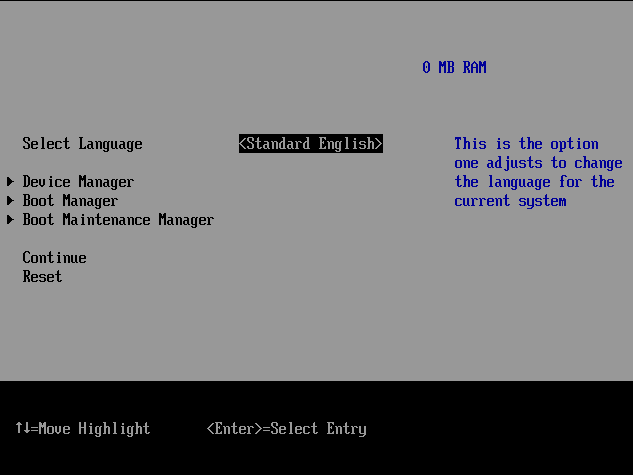 0 MB RAM
Select Language <Standard English> This is the option
one adjusts to change
▶ Device Manager the language for the
▶ Boot Manager current system
▶ Boot Maintenance Manager
Continue
Reset
↑↓=Move Highlight <Enter>=Select Entry